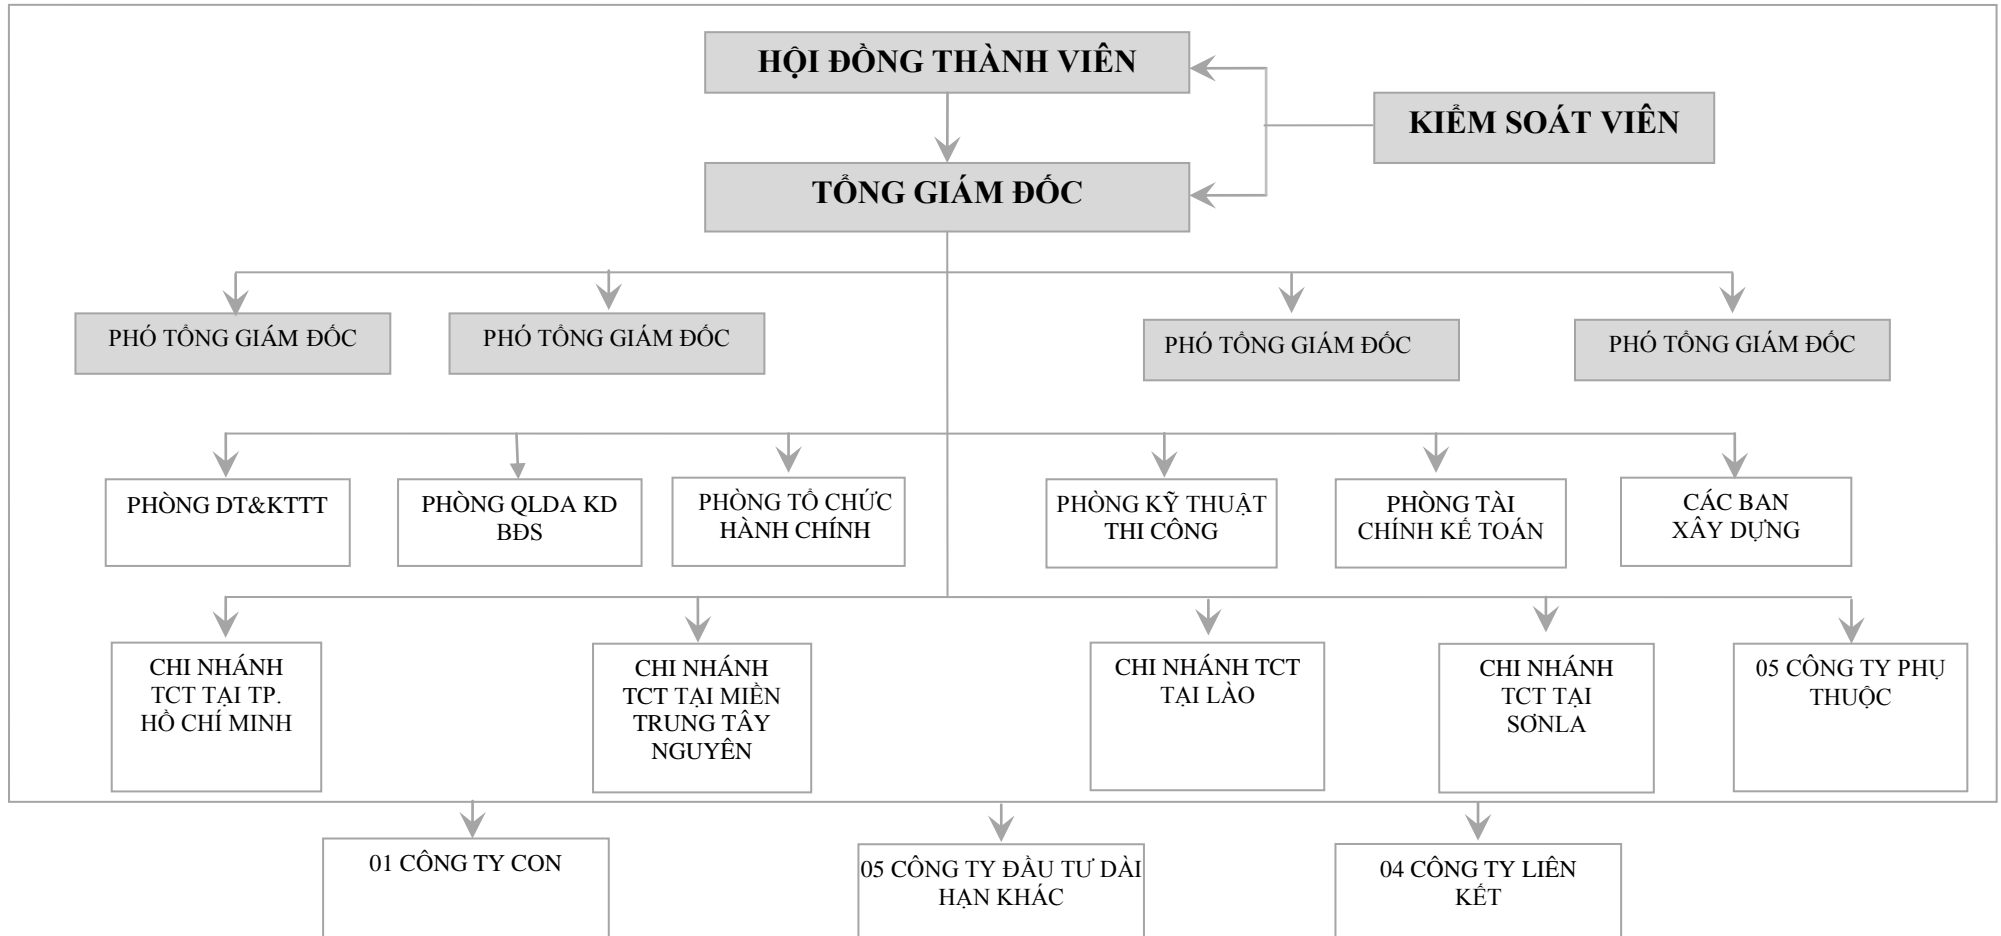 HỘI ĐỒNG THÀNH VIÊN
KIỂM SOÁT VIÊN
TỔNG GIÁM ĐỐC
PHÓ TỔNG GIÁM ĐỐC
PHÓ TỔNG GIÁM ĐỐC
PHÓ TỔNG GIÁM ĐỐC
PHÓ TỔNG GIÁM ĐỐC
PHÒNG DT&KTTT
PHÒNG QLDA KD
BĐS
PHÒNG TỔ CHỨC
HÀNH CHÍNH
PHÒNG KỸ THUẬT
THI CÔNG
PHÒNG TÀI
CHÍNH KẾ TOÁN
CÁC BAN
XÂY DỰNG
CHI NHÁNH
TCT TẠI TP.
HỒ CHÍ MINH
CHI NHÁNH
TCT TẠI MIỀN
TRUNG TÂY
NGUYÊN
CHI NHÁNH TCT
TẠI LÀO
CHI NHÁNH
TCT TẠI
SƠNLA
05 CÔNG TY PHỤ
THUỘC
01 CÔNG TY CON
05 CÔNG TY ĐẦU TƯ DÀI
HẠN KHÁC
04 CÔNG TY LIÊN
KẾT